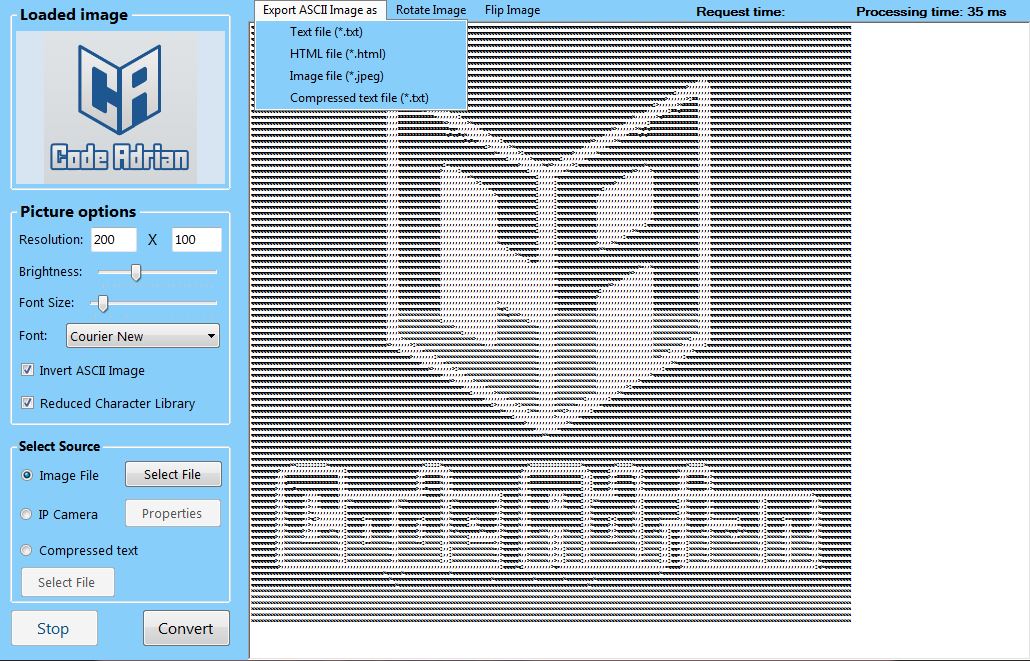 Loaded image
CA
Code Adrian
Picture options
Resolution: 200 X 100
Brightness:
Font Size:
Font: Courier New
Invert ASCII Image
Reduced Character Library
Select Source
Image File Select File
IP Camera Properties
Compressed text
Select File
Stop Convert
Export ASCII Image as Rotate Image Flip Image Request time: Processing time: 35 ms
Text file (*.txt)
HTML file (*.html)
Image file (*.jpeg)
Compressed text file (*.txt)